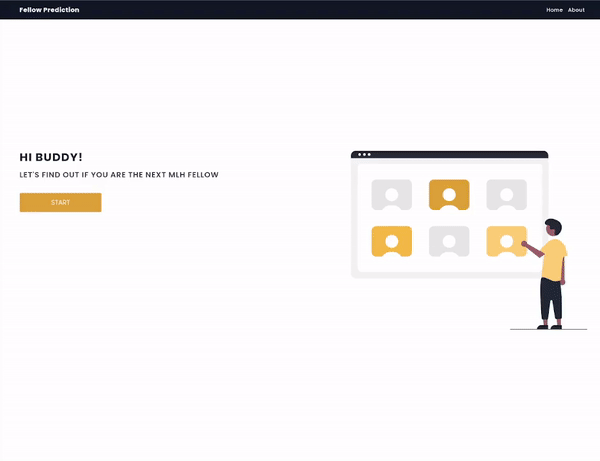 Fellow Prediction
Home About
HI BUDDY!
LET'S FIND OUT IF YOU ARE THE NEXT MLH FELLOW
START